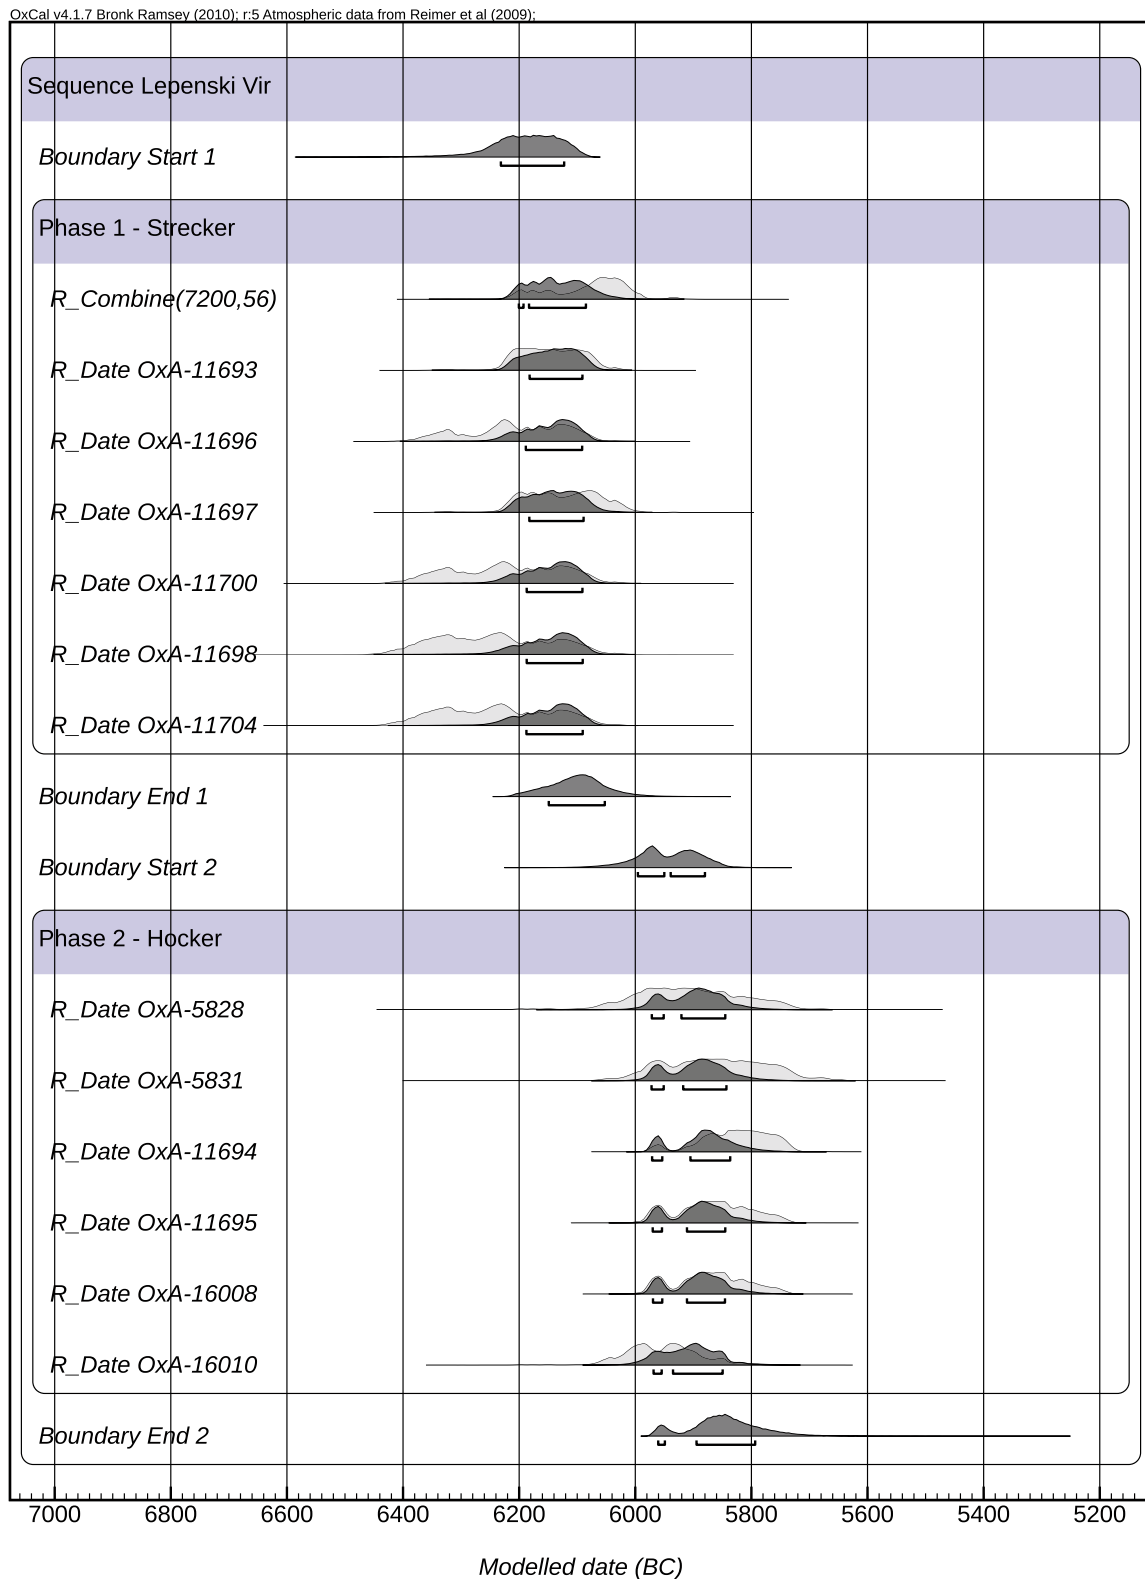 OxCal v4.1.7 Bronk Ramsey (2010); r:5 Atmospheric data from Reimer et al (2009);
Sequence Lepenski Vir
Boundary Start 1
Phase 1 - Strecker
R_Combine(7200,56)
R_Date OxA-11693
R_Date OxA-11696
R_Date OxA-11697
R_Date OxA-11700
R_Date OxA-11698
R_Date OxA-11704
Boundary End 1
Boundary Start 2
Phase 2 - Hocker
R_Date OxA-5828
R_Date OxA-5831
R_Date OxA-11694
R_Date OxA-11695
R_Date OxA-16008
R_Date OxA-16010
Boundary End 2
7000 6800 6600 6400 6200 6000 5800 5600 5400 5200
Modelled date (BC)